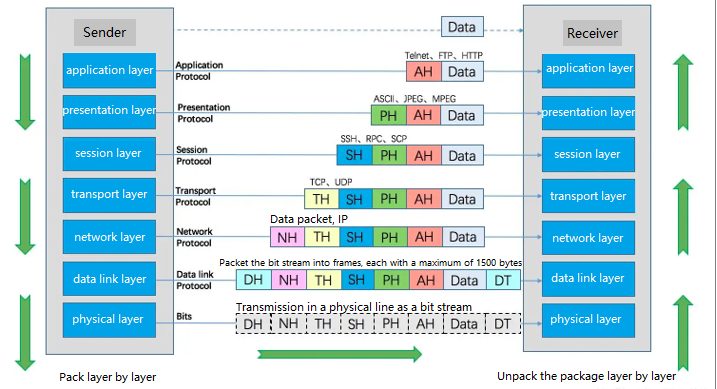 Sender
Data
Receiver
Telnet、FTP、HTTP
application layer
Application
Protocol
AH Data
application layer
ASCII、JPEG、MPEG
presentation layer
Presentation
Protocol
PH AH Data
presentation layer
SSH、RPC、SCP
session layer
Session
Protocol
SH PH AH Data
session layer
TCP、UDP
transport layer
Transport
Protocol
TH SH PH AH Data
transport layer
Data packet, IP
network layer
Network
Protocol
NH TH SH PH AH Data
network layer
Packet the bit stream into frames, each with a maximum of 1500 bytes
data link layer
Data link
Protocol
DH NH TH SH PH AH Data DT
data link layer
Transmission in a physical line as a bit stream
physical layer
Bits
DH NH TH SH PH AH Data DT
physical layer
Pack layer by layer
Unpack the package layer by layer